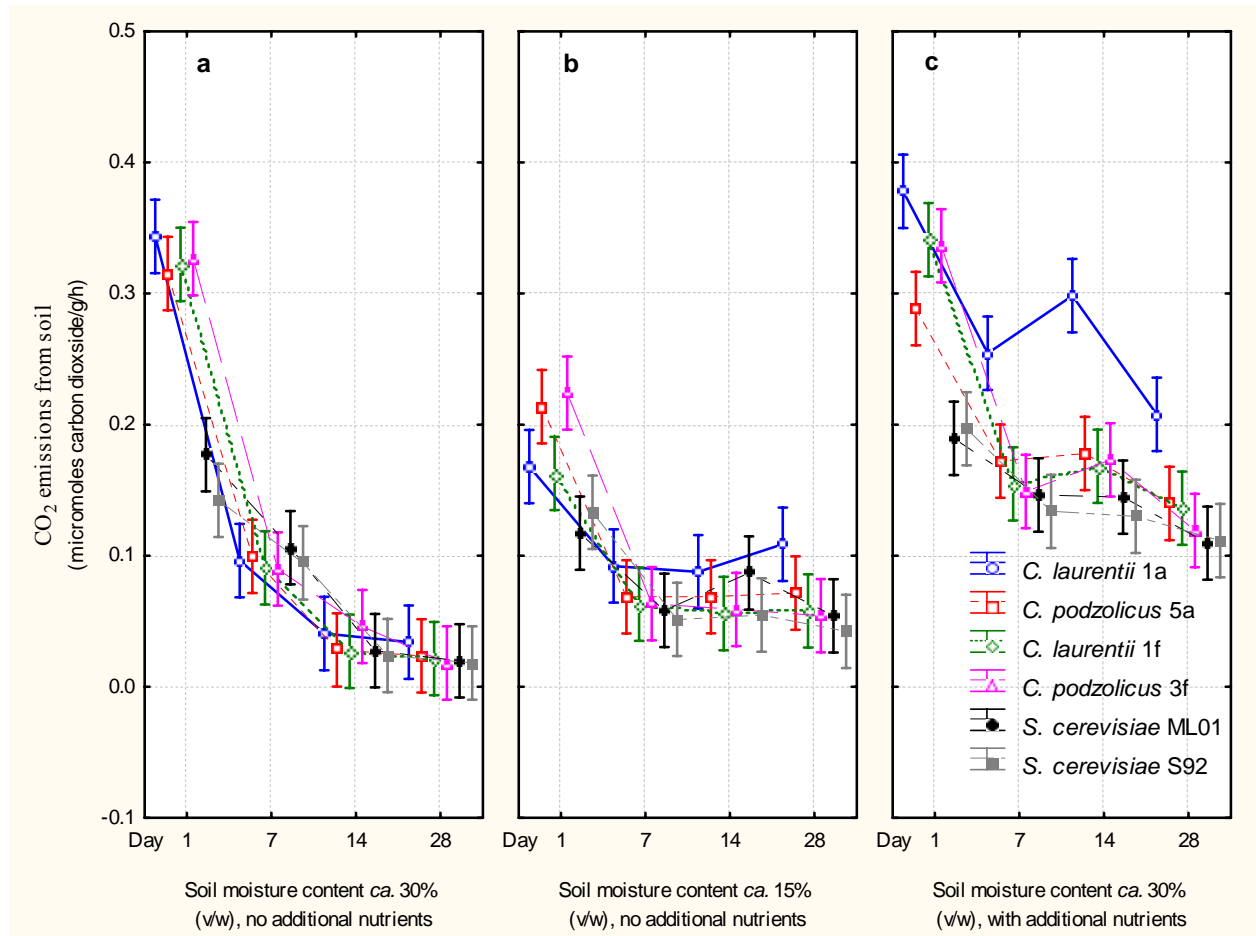 CO2 emissions from soil
(micromoles carbon dioxside/g/h)
0.5
0.4
0.3
0.2
0.1
0.0
-0.1
a
b
c
C. laurentii 1a
C. podzolicus 5a
C. laurentii 1f
C. podzolicus 3f
S. cerevisiae ML01
S. cerevisiae S92
Day 1 7 14 28
Day 1 7 14 28
Day 1 7 14 28
Soil moisture content ca. 30%
(v/w), no additional nutrients
Soil moisture content ca. 15%
(v/w), no additional nutrients
Soil moisture content ca. 30%
(v/w), with additional nutrients